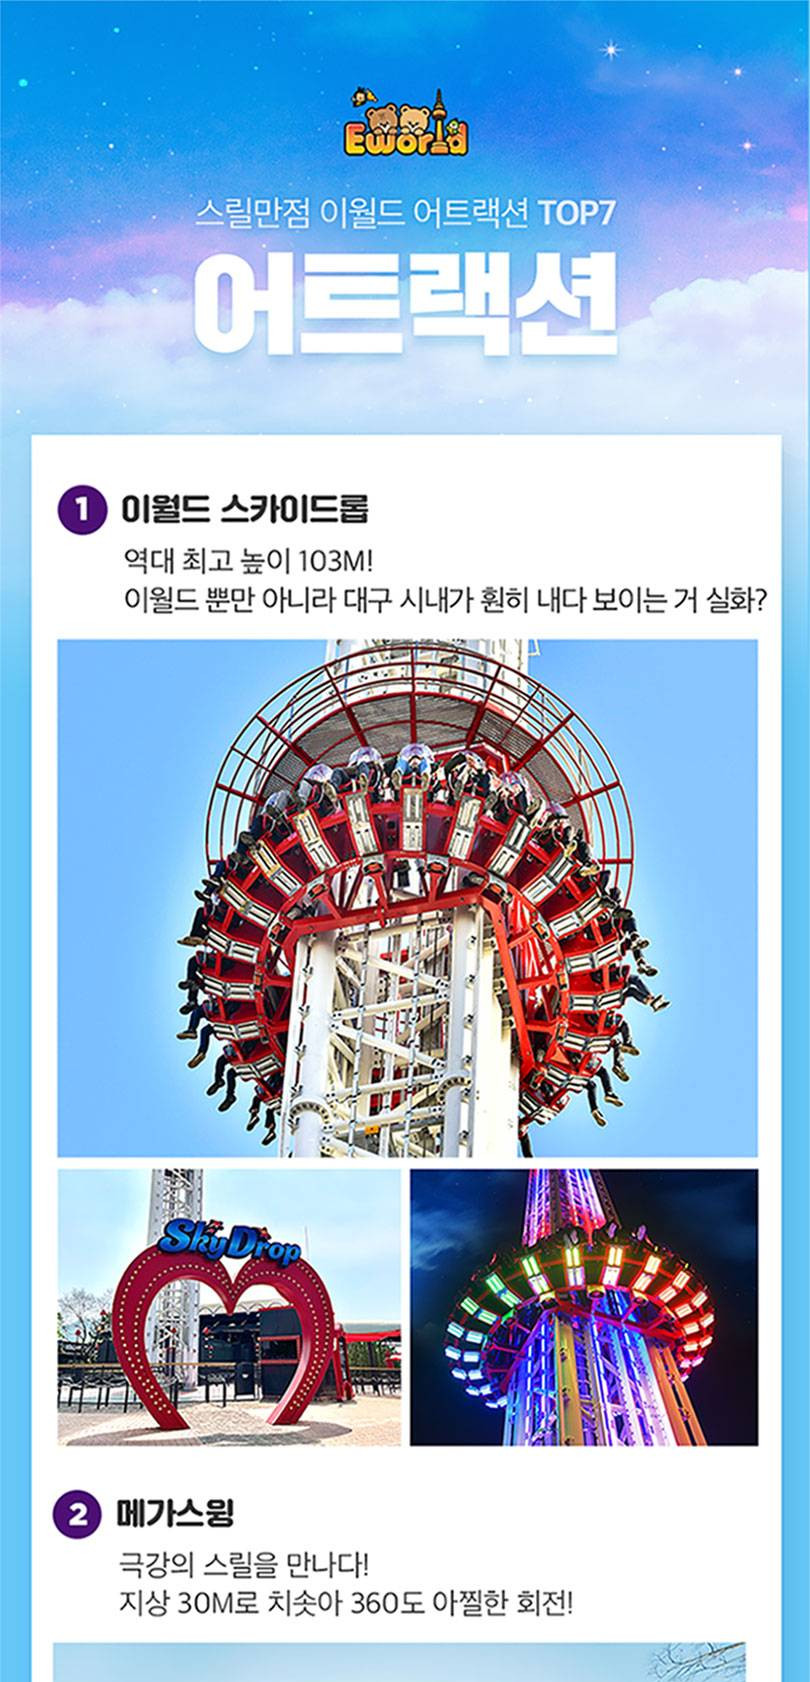 Eworld
스릴만점 이월드 어트랙션 TOP7
어트랙션
1 이월드 스카이드롭
역대 최고 높이 103M!
이월드 뿐만 아니라 대구 시내가 훤히 내다 보이는 거 실화?
Sky Drop
2 메가스윙
극강의 스릴을 만나다!
지상 30M로 치솟아 360도 아찔한 회전!